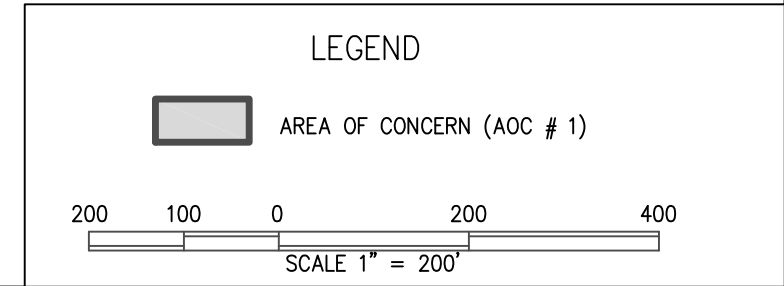 LEGEND
AREA OF CONCERN (AOC # 1)
200 100 0 200 400
SCALE 1" = 200'